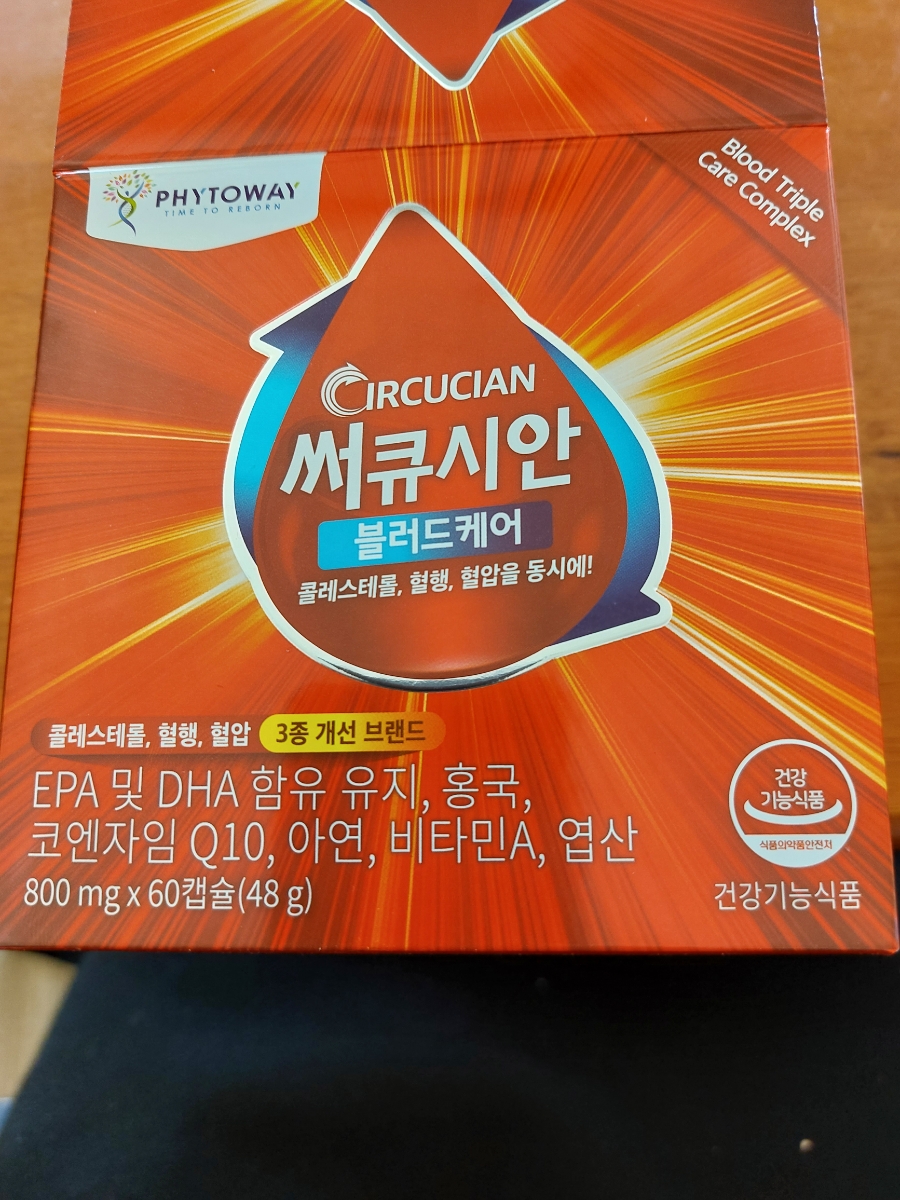 PHYTOWAY
TIME TO REBORN
Blood Triple
Care Complex
CIRCUCIAN
써큐시안
블러드케어
콜레스테롤, 혈행, 혈압을 동시에!
콜레스테롤, 혈행, 혈압 3종 개선 브랜드
EPA 및 DHA 함유 유지, 홍국,
코엔자임 Q10, 아연, 비타민A, 엽산
800 mg x 60캡슐(48 g)
건강
기능식품
식품의약품안전처
건강기능식품